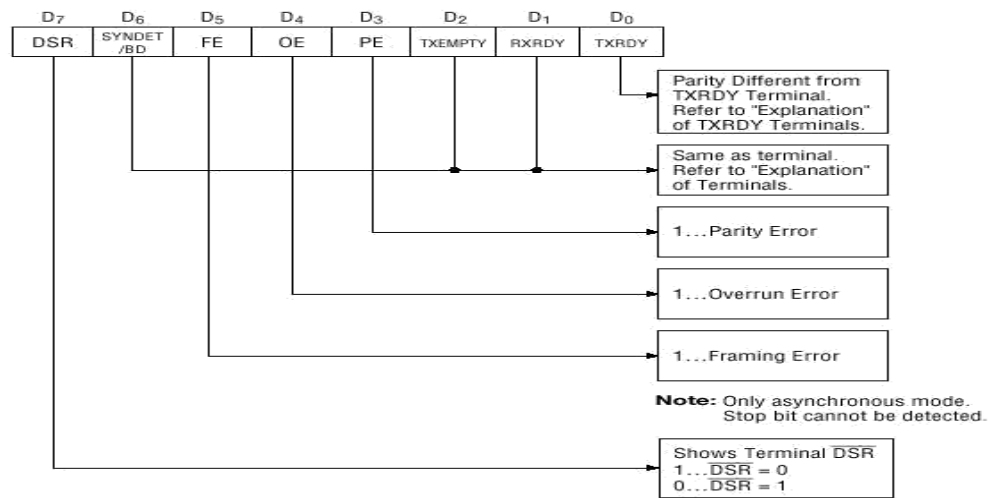 D7 D6 D5 D4 D3 D2 D1 D0
DSR SYNDET/BD FE OE PE TXEMPTY RXRDY TXRDY
Parity Different from
TXRDY Terminal.
Refer to "Explanation"
of TXRDY Terminals.
Same as terminal.
Refer to "Explanation"
of Terminals.
1...Parity Error
1...Overrun Error
1...Framing Error
Note: Only asynchronous mode.
Stop bit cannot be detected.
Shows Terminal D̅S̅R̅
1...D̅S̅R̅ = 0
0...D̅S̅R̅ = 1